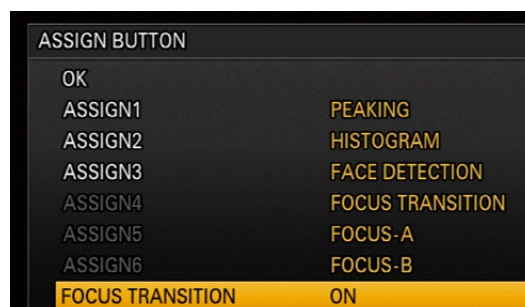 ASSIGN BUTTON
OK
ASSIGN1 PEAKING
ASSIGN2 HISTOGRAM
ASSIGN3 FACE DETECTION
ASSIGN4 FOCUS TRANSITION
ASSIGN5 FOCUS-A
ASSIGN6 FOCUS-B
FOCUS TRANSITION ON